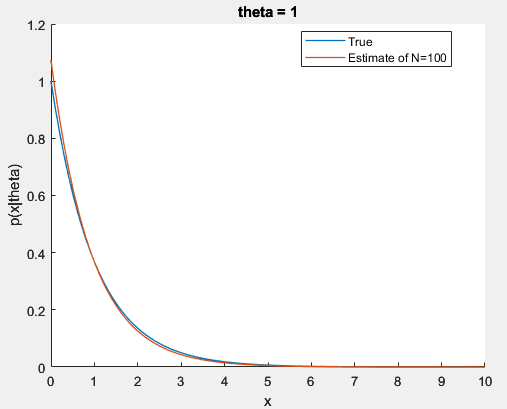 theta = 1
True
Estimate of N=100
1.2
1
0.8
0.6
0.4
0.2
0
p(x|theta)
0 1 2 3 4 5 6 7 8 9 10
x